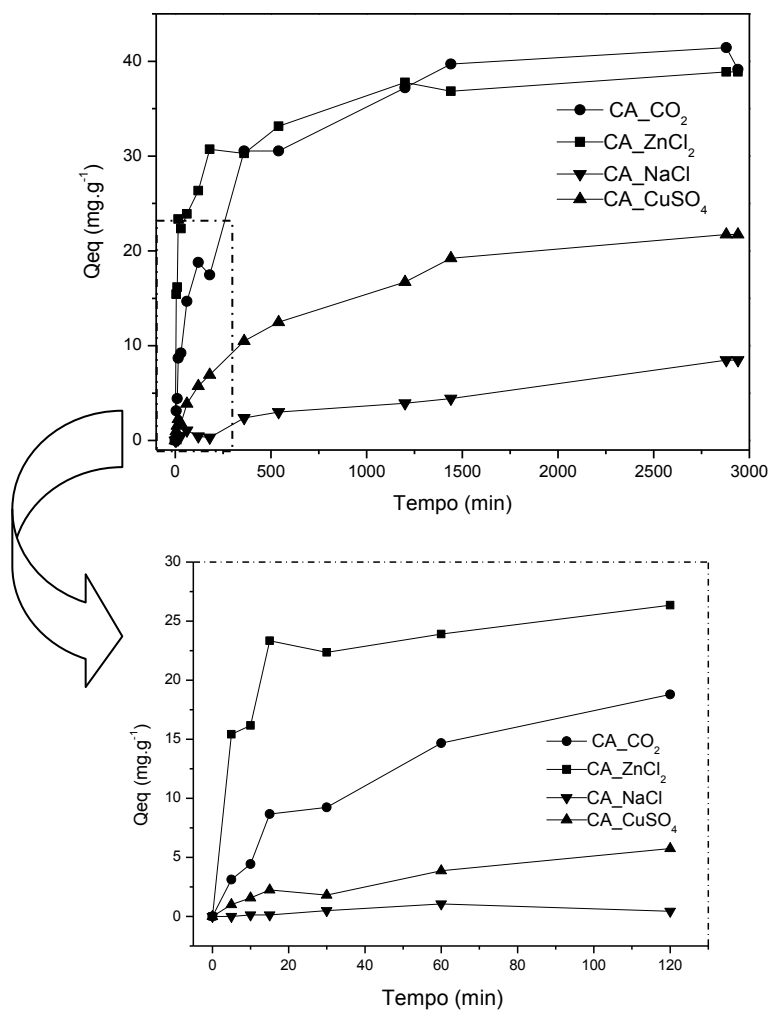 40
30
20
10
0
Qeq (mg.g⁻¹)
CA_CO₂
CA_ZnCl₂
CA_NaCl
CA_CuSO₄
0 500 1000 1500 2000 2500 3000
Tempo (min)
30
25
20
15
10
5
0
Qeq (mg.g⁻¹)
CA_CO₂
CA_ZnCl₂
CA_NaCl
CA_CuSO₄
0 20 40 60 80 100 120
Tempo (min)